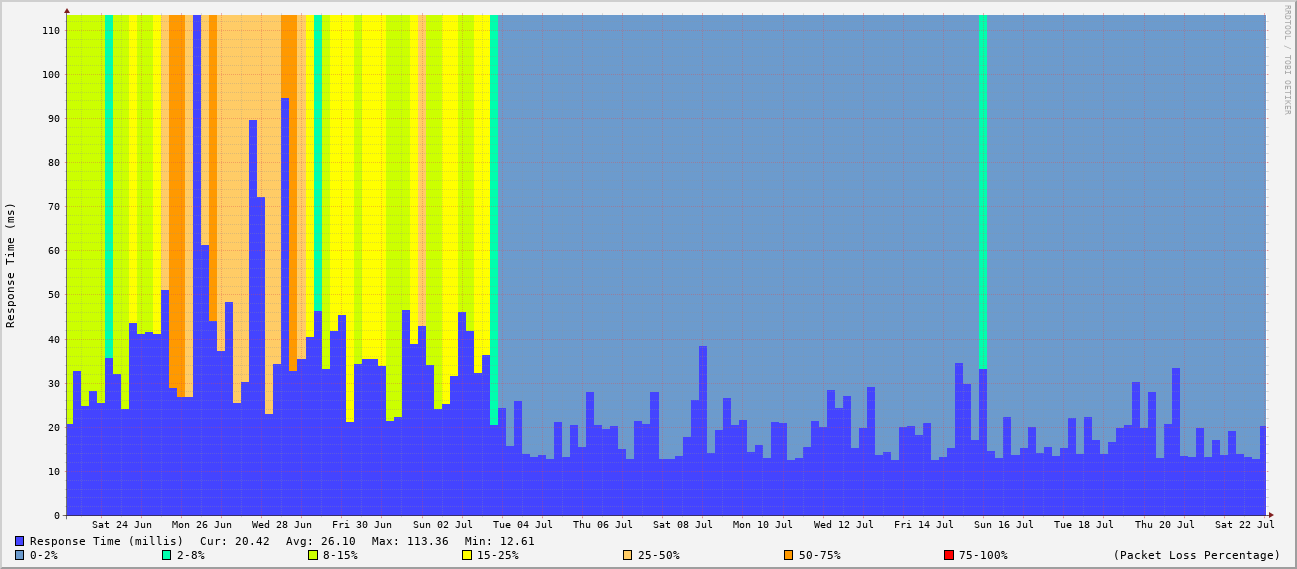 RRDTOOL / TOBI OETIKER
Response Time (ms)
110
100
90
80
70
60
50
40
30
20
10
0
Sat 24 Jun Mon 26 Jun Wed 28 Jun Fri 30 Jun Sun 02 Jul Tue 04 Jul Thu 06 Jul Sat 08 Jul Mon 10 Jul Wed 12 Jul Fri 14 Jul Sun 16 Jul Tue 18 Jul Thu 20 Jul Sat 22 Jul
Response Time (millis) Cur: 20.42 Avg: 26.10 Max: 113.36 Min: 12.61
0-2% 2-8% 8-15% 15-25% 25-50% 50-75% 75-100% (Packet Loss Percentage)